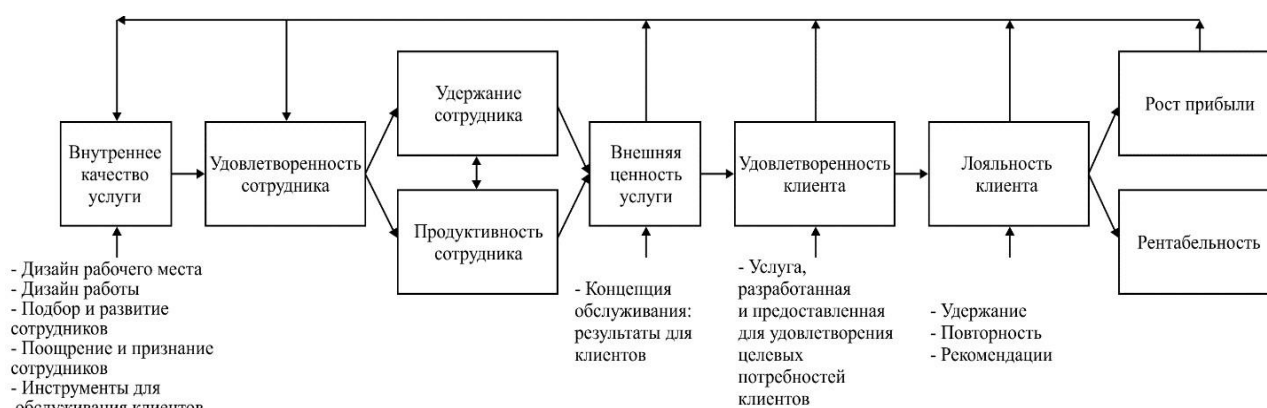 Внутреннее
качество
услуги
Удовлетворенность
сотрудника
Удержание
сотрудника
Продуктивность
сотрудника
Внешняя
ценность
услуги
Удовлетворенность
клиента
Лояльность
клиента
Рост прибыли
Рентабельность
- Дизайн рабочего места
- Дизайн работы
- Подбор и развитие
сотрудников
- Поощрение и признание
сотрудников
- Инструменты для
обслуживания клиентов
- Концепция
обслуживания:
результаты для
клиентов
- Услуга,
разработанная
и предоставленная
для удовлетворения
целевых
потребностей
клиентов
- Удержание
- Повторность
- Рекомендации